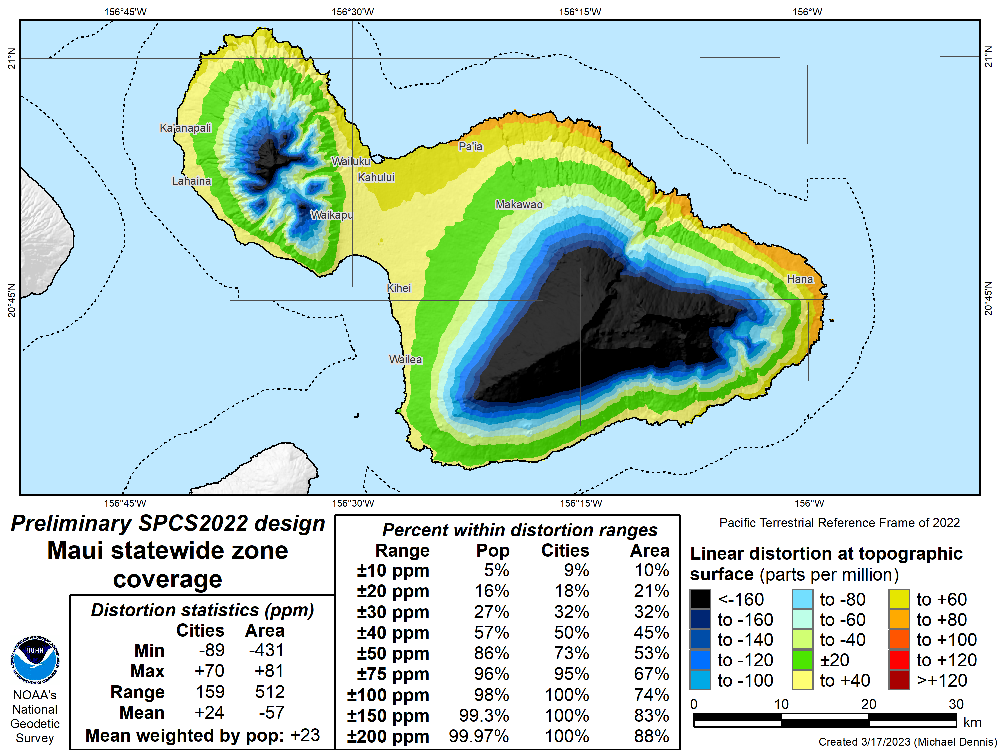 156°45'W 156°30'W 156°15'W 156°W
21°N 21°N
Ka'anapali
Pa'ia
Wailuku
Kahului
Lahaina
Makawao
Waikapu
Hana
Kihei
20°45'N 20°45'N
Wailea
156°45'W 156°30'W 156°15'W 156°W
Preliminary SPCS2022 design
Maui statewide zone
coverage
Distortion statistics (ppm)
Cities Area
Min -89 -431
Max +70 +81
Range 159 512
Mean +24 -57
Mean weighted by pop: +23
NATIONAL OCEANIC AND ATMOSPHERIC ADMINISTRATION
U.S. DEPARTMENT OF COMMERCE
NOAA
NOAA's
National
Geodetic
Survey
Percent within distortion ranges
Range Pop Cities Area
±10 ppm 5% 9% 10%
±20 ppm 16% 18% 21%
±30 ppm 27% 32% 32%
±40 ppm 57% 50% 45%
±50 ppm 86% 73% 53%
±75 ppm 96% 95% 67%
±100 ppm 98% 100% 74%
±150 ppm 99.3% 100% 83%
±200 ppm 99.97% 100% 88%
Pacific Terrestrial Reference Frame of 2022
Linear distortion at topographic
surface (parts per million)
<-160 to -80 to +60
to -160 to -60 to +80
to -140 to -40 to +100
to -120 ±20 to +120
to -100 to +40 >+120
0 10 20 30
km
Created 3/17/2023 (Michael Dennis)